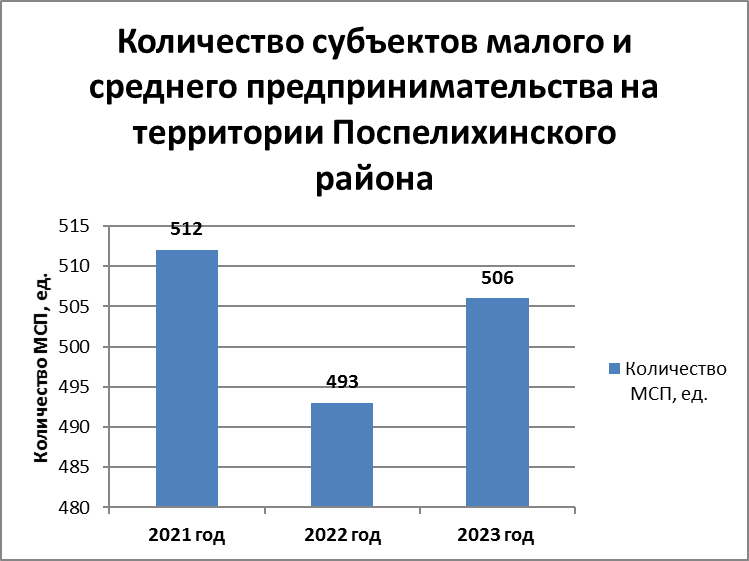 Количество субъектов малого и
среднего предпринимательства на
территории Поспелихинского
района
Количество МСП, ед.
515
510
505
500
495
490
485
480
512
493
506
2021 год
2022 год
2023 год
Количество
МСП, ед.